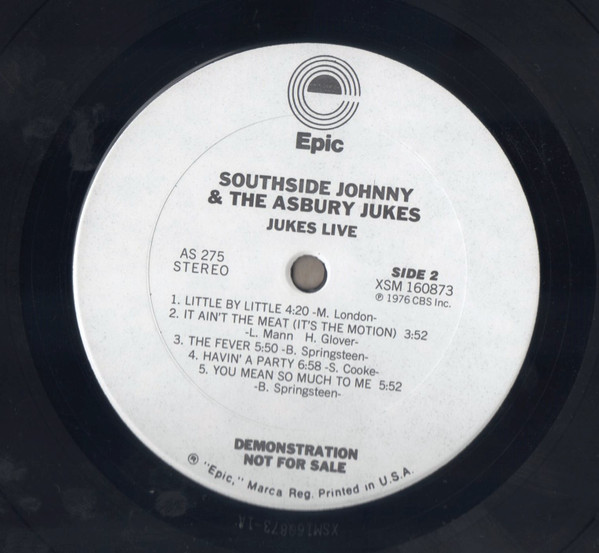 Epic
SOUTHSIDE JOHNNY
& THE ASBURY JUKES
JUKES LIVE
AS 275
STEREO
SIDE 2
XSM 160873
℗ 1976 CBS Inc.
1. LITTLE BY LITTLE 4:20 -M. London-
2. IT AIN'T THE MEAT (IT'S THE MOTION) 3:52
-L. Mann H. Glover-
3. THE FEVER 5:50 -B. Springsteen-
4. HAVIN' A PARTY 6:58 -S. Cooke-
5. YOU MEAN SO MUCH TO ME 5:52
-B. Springsteen-
DEMONSTRATION
NOT FOR SALE
® "Epic," Marca Reg. Printed in U.S.A.
XSM160873-1A